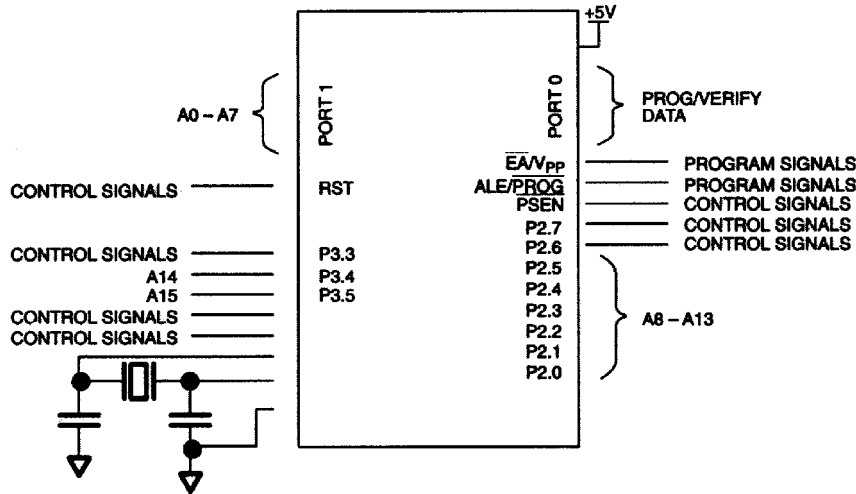 +5V
A0 – A7
PORT 1
PORT 0
PROG/VERIFY
DATA
EA/VPP
PROGRAM SIGNALS
CONTROL SIGNALS
RST
ALE/PROG
PROGRAM SIGNALS
PSEN
CONTROL SIGNALS
P2.7
CONTROL SIGNALS
CONTROL SIGNALS
P3.3
P2.6
CONTROL SIGNALS
A14
P3.4
P2.5
A15
P3.5
P2.4
CONTROL SIGNALS
P2.3
A8 – A13
CONTROL SIGNALS
P2.2
P2.1
P2.0